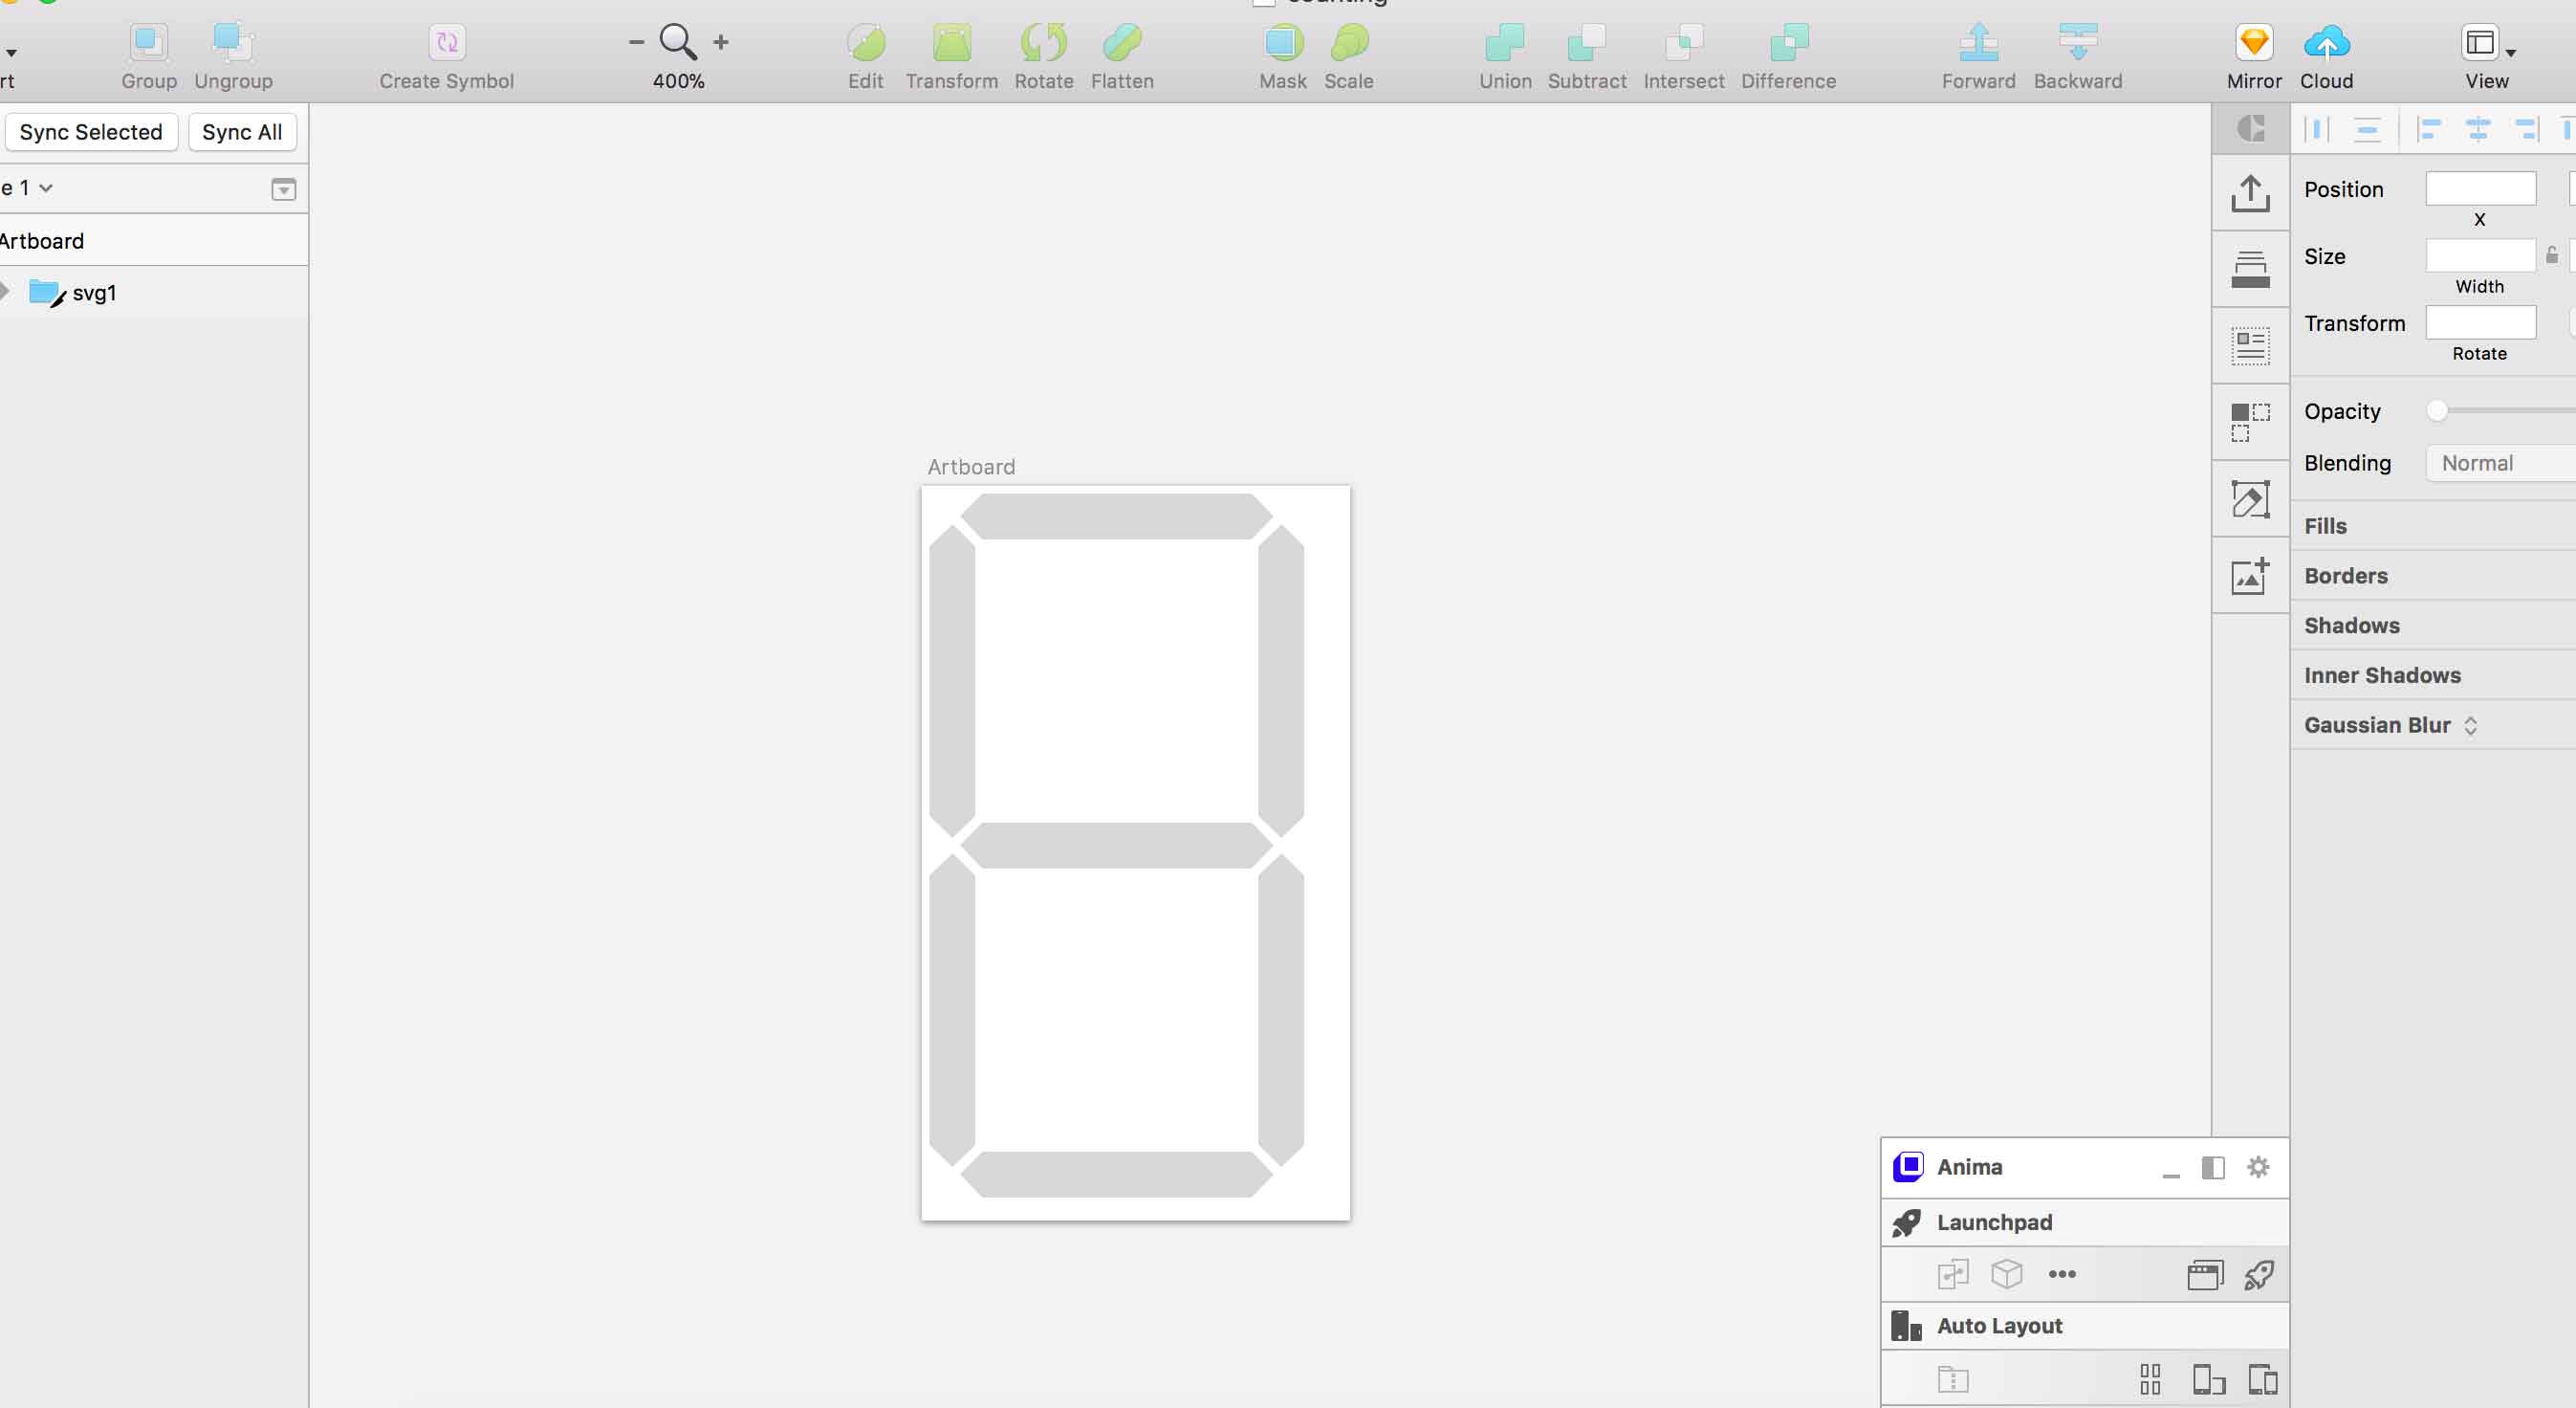 counting
rt
Group
Ungroup
Create Symbol
400%
Edit
Transform
Rotate
Flatten
Mask
Scale
Union
Subtract
Intersect
Difference
Forward
Backward
Mirror
Cloud
View
Sync Selected
Sync All
e 1
Artboard
svg1
Artboard
Position
X
Size
Width
Transform
Rotate
Opacity
Blending
Normal
Fills
Borders
Shadows
Inner Shadows
Gaussian Blur
Anima
Launchpad
Auto Layout